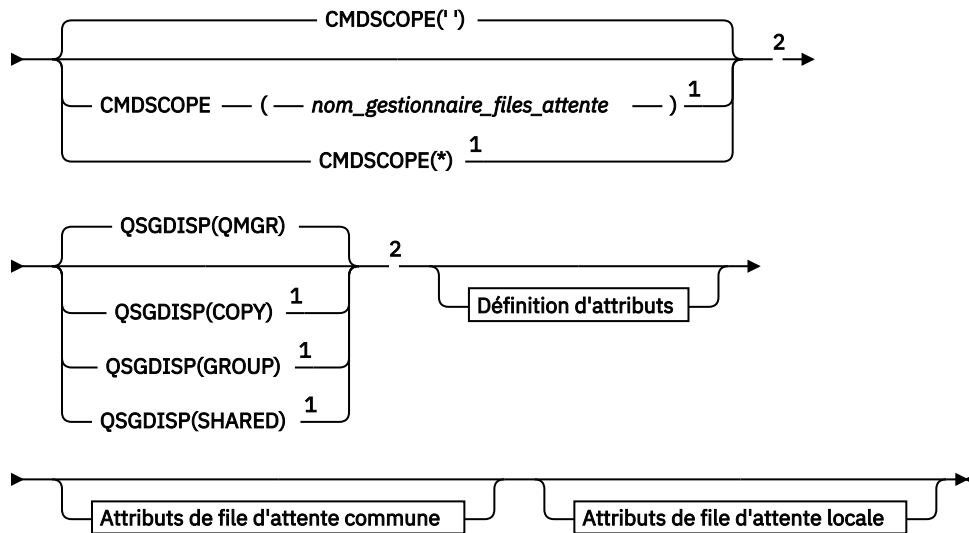 CMDSCOPE(' ')
2
CMDSCOPE ( nom_gestionnaire_files_attente ) 1
CMDSCOPE(*) 1
QSGDISP(QMGR)
2
QSGDISP(COPY) 1
Définition d'attributs
QSGDISP(GROUP) 1
QSGDISP(SHARED) 1
Attributs de file d'attente commune
Attributs de file d'attente locale